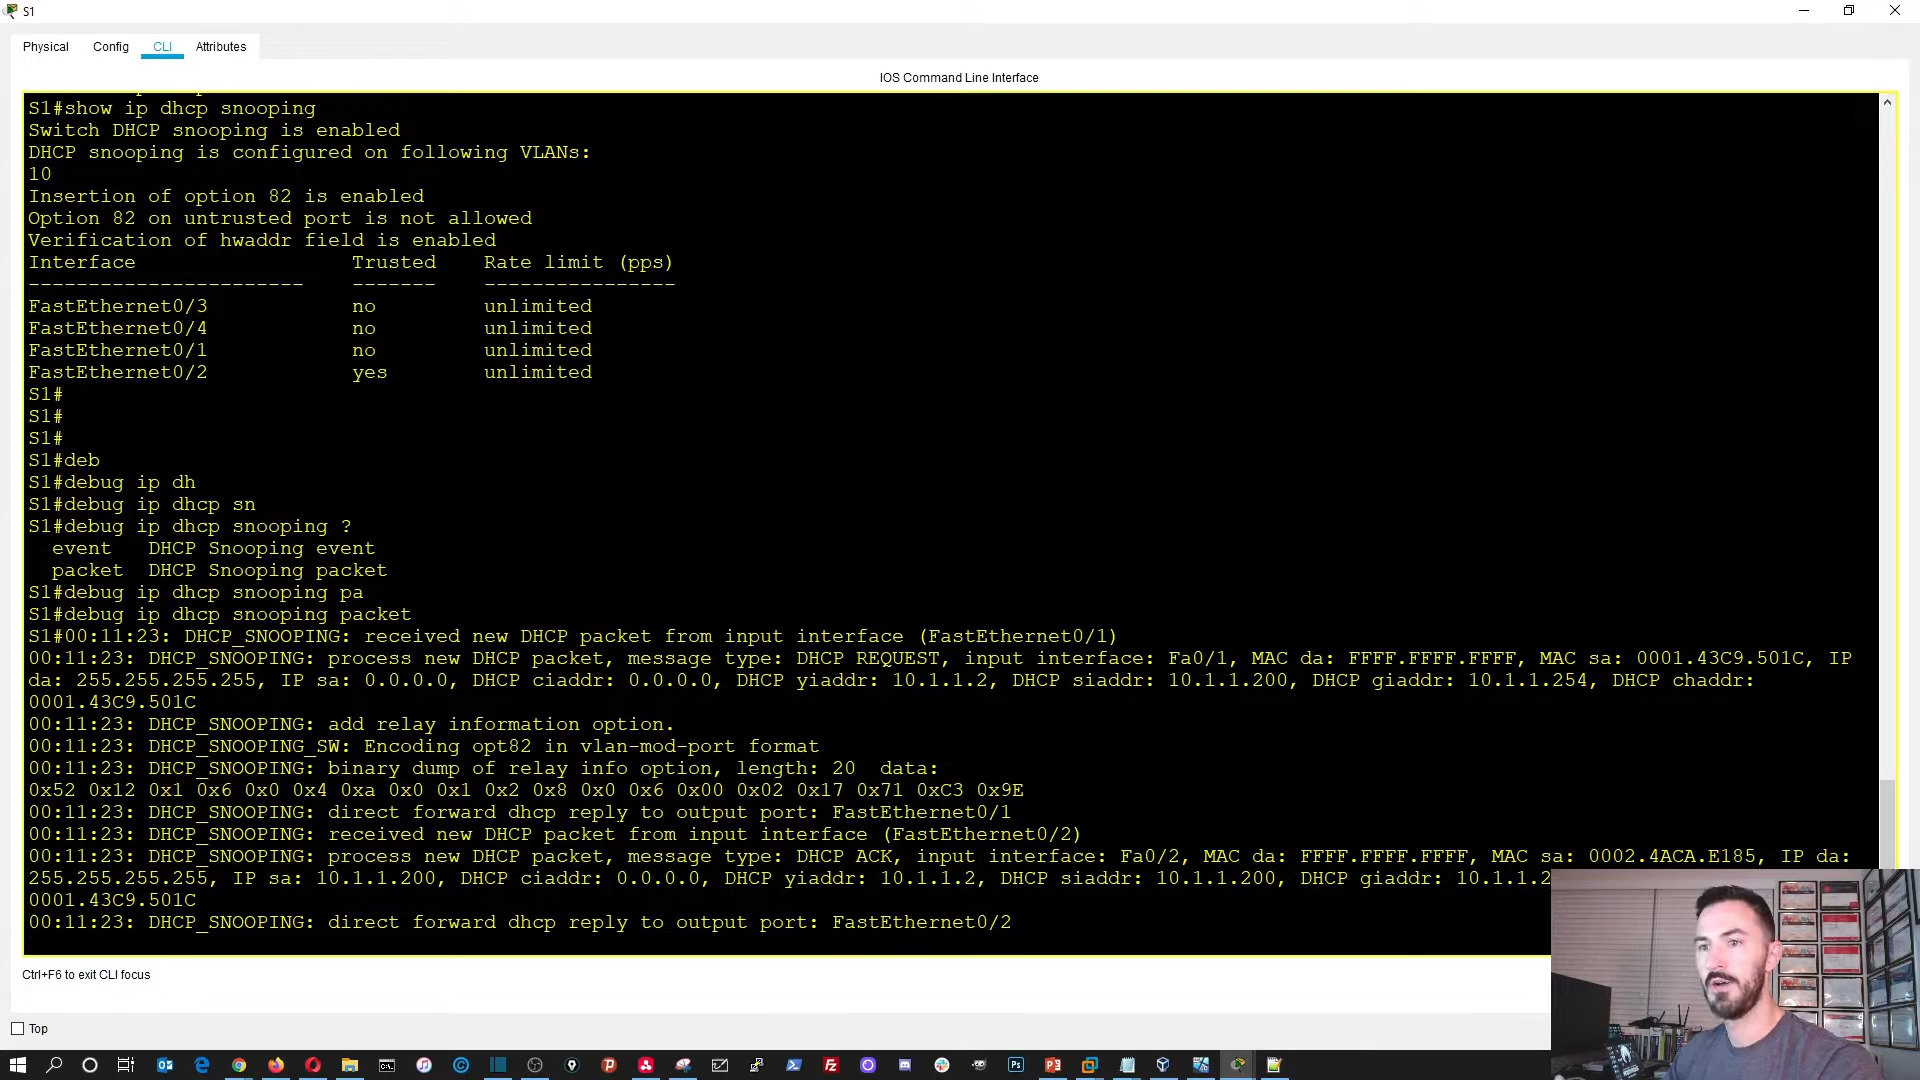 S1
Physical Config CLI Attributes
IOS Command Line Interface
S1#show ip dhcp snooping
Switch DHCP snooping is enabled
DHCP snooping is configured on following VLANs:
10
Insertion of option 82 is enabled
Option 82 on untrusted port is not allowed
Verification of hwaddr field is enabled
Interface Trusted Rate limit (pps)
----------------------- ------- ----------------
FastEthernet0/3 no unlimited
FastEthernet0/4 no unlimited
FastEthernet0/1 no unlimited
FastEthernet0/2 yes unlimited
S1#
S1#
S1#
S1#deb
S1#debug ip dh
S1#debug ip dhcp sn
S1#debug ip dhcp snooping ?
event DHCP Snooping event
packet DHCP Snooping packet
S1#debug ip dhcp snooping pa
S1#debug ip dhcp snooping packet
S1#00:11:23: DHCP_SNOOPING: received new DHCP packet from input interface (FastEthernet0/1)
00:11:23: DHCP_SNOOPING: process new DHCP packet, message type: DHCP REQUEST, input interface: Fa0/1, MAC da: FFFF.FFFF.FFFF, MAC sa: 0001.43C9.501C, IP
da: 255.255.255.255, IP sa: 0.0.0.0, DHCP ciaddr: 0.0.0.0, DHCP yiaddr: 10.1.1.2, DHCP siaddr: 10.1.1.200, DHCP giaddr: 10.1.1.254, DHCP chaddr:
0001.43C9.501C
00:11:23: DHCP_SNOOPING: add relay information option.
00:11:23: DHCP_SNOOPING_SW: Encoding opt82 in vlan-mod-port format
00:11:23: DHCP_SNOOPING: binary dump of relay info option, length: 20 data:
0x52 0x12 0x1 0x6 0x0 0x4 0xa 0x0 0x1 0x2 0x8 0x0 0x6 0x00 0x02 0x17 0x71 0xC3 0x9E
00:11:23: DHCP_SNOOPING: direct forward dhcp reply to output port: FastEthernet0/1
00:11:23: DHCP_SNOOPING: received new DHCP packet from input interface (FastEthernet0/2)
00:11:23: DHCP_SNOOPING: process new DHCP packet, message type: DHCP ACK, input interface: Fa0/2, MAC da: FFFF.FFFF.FFFF, MAC sa: 0002.4ACA.E185, IP da:
255.255.255.255, IP sa: 10.1.1.200, DHCP ciaddr: 0.0.0.0, DHCP yiaddr: 10.1.1.2, DHCP siaddr: 10.1.1.200, DHCP giaddr: 10.1.1.2
0001.43C9.501C
00:11:23: DHCP_SNOOPING: direct forward dhcp reply to output port: FastEthernet0/2
Ctrl+F6 to exit CLI focus
Top